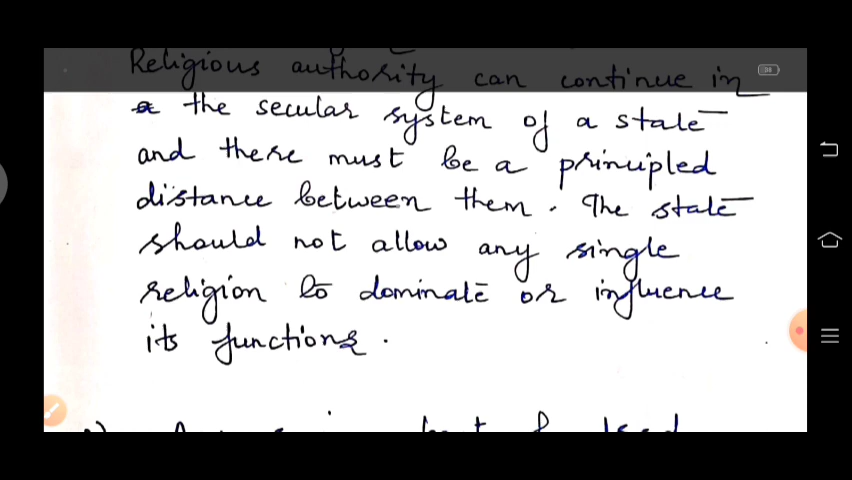 Religious authority can continue in
the secular system of a state
and there must be a principled
distance between them. The state
should not allow any single
religion to dominate or influence
its functions.